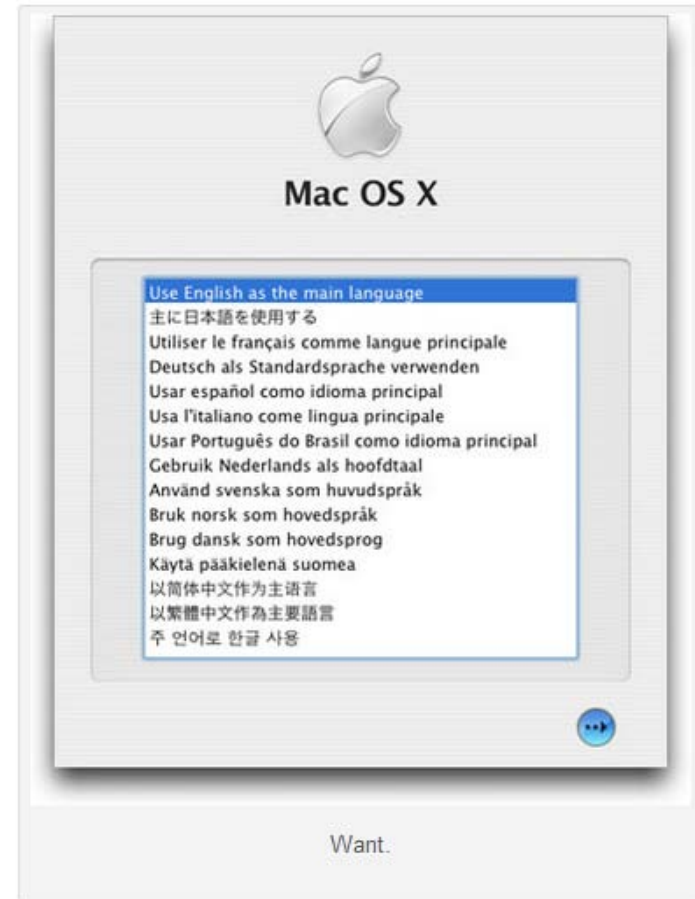 Mac OS X
Use English as the main language
主に日本語を使用する
Utiliser le français comme langue principale
Deutsch als Standardsprache verwenden
Usar español como idioma principal
Usa l'italiano come lingua principale
Usar Português do Brasil como idioma principal
Gebruik Nederlands als hoofdtaal
Använd svenska som huvudspråk
Bruk norsk som hovedspråk
Brug dansk som hovedsprog
Käytä pääkielenä suomea
以简体中文作为主语言
以繁體中文作為主要語言
주 언어로 한글 사용
Want.